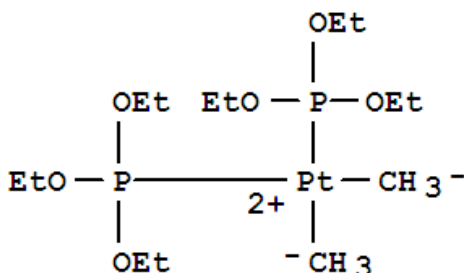 OEt
OEt EtO P OEt
EtO P Pt CH3 -
2+
OEt - CH3